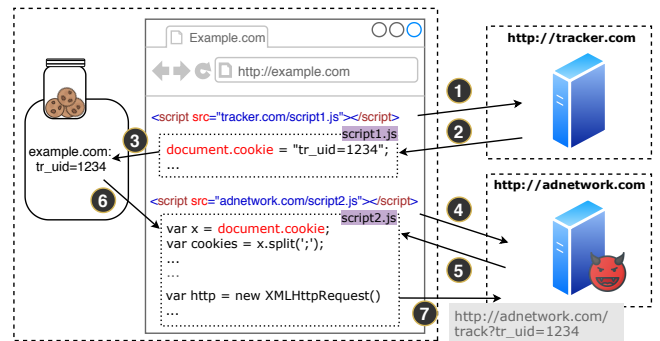 Example.com
http://example.com
http://tracker.com
1
<script src="tracker.com/script1.js"></script>
script1.js
2
3
document.cookie = "tr_uid=1234";
...
example.com:
tr_uid=1234
6
http://adnetwork.com
<script src="adnetwork.com/script2.js"></script>
4
script2.js
var x = document.cookie;
var cookies = x.split(';');
...
...
5
var http = new XMLHttpRequest()
...
7
http://adnetwork.com/
track?tr_uid=1234